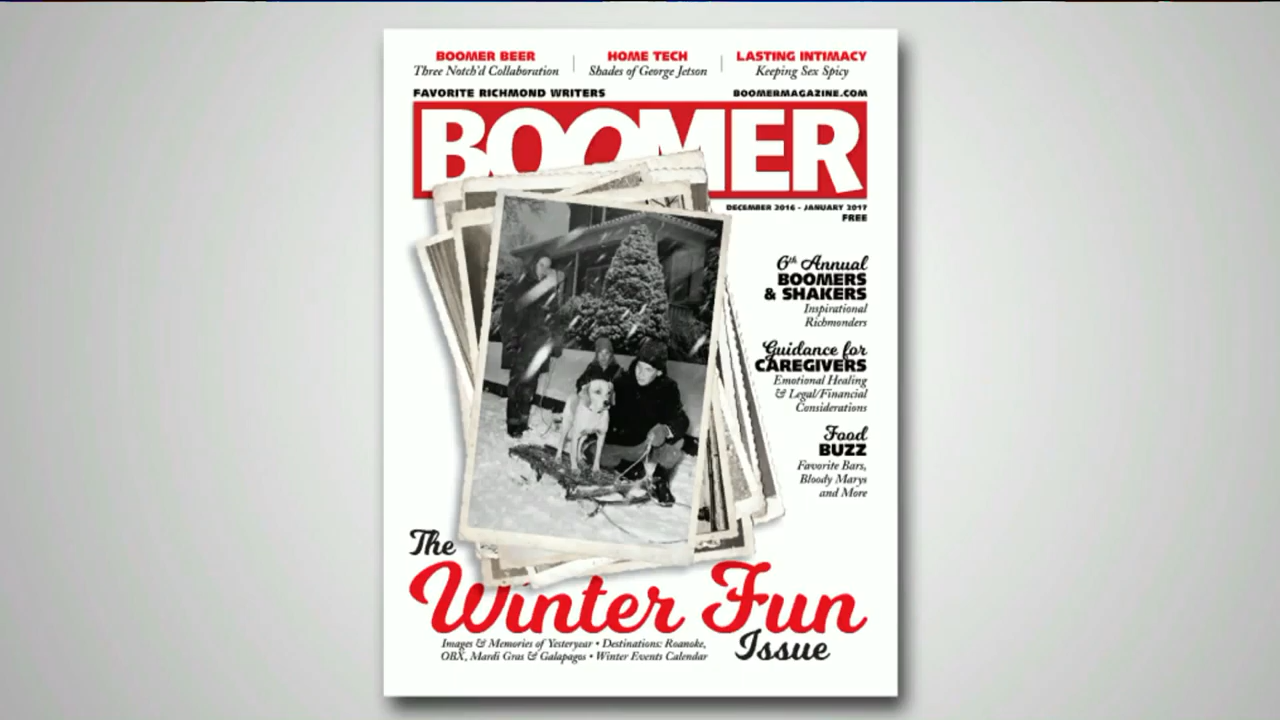 BOOMER BEER
Three Notch'd Collaboration
HOME TECH
Shades of George Jetson
LASTING INTIMACY
Keeping Sex Spicy
FAVORITE RICHMOND WRITERS
BOOMERMAGAZINE.COM
BOOMER
DECEMBER 2016 - JANUARY 2017
FREE
6th Annual
BOOMERS
& SHAKERS
Inspirational
Richmonders
Guidance for
CAREGIVERS
Emotional Healing
& Legal/Financial
Considerations
Food
BUZZ
Favorite Bars,
Bloody Marys
and More
The
Winter Fun
Issue
Images & Memories of Yesteryear • Destinations: Roanoke,
OBX, Mardi Gras & Galapagos • Winter Events Calendar